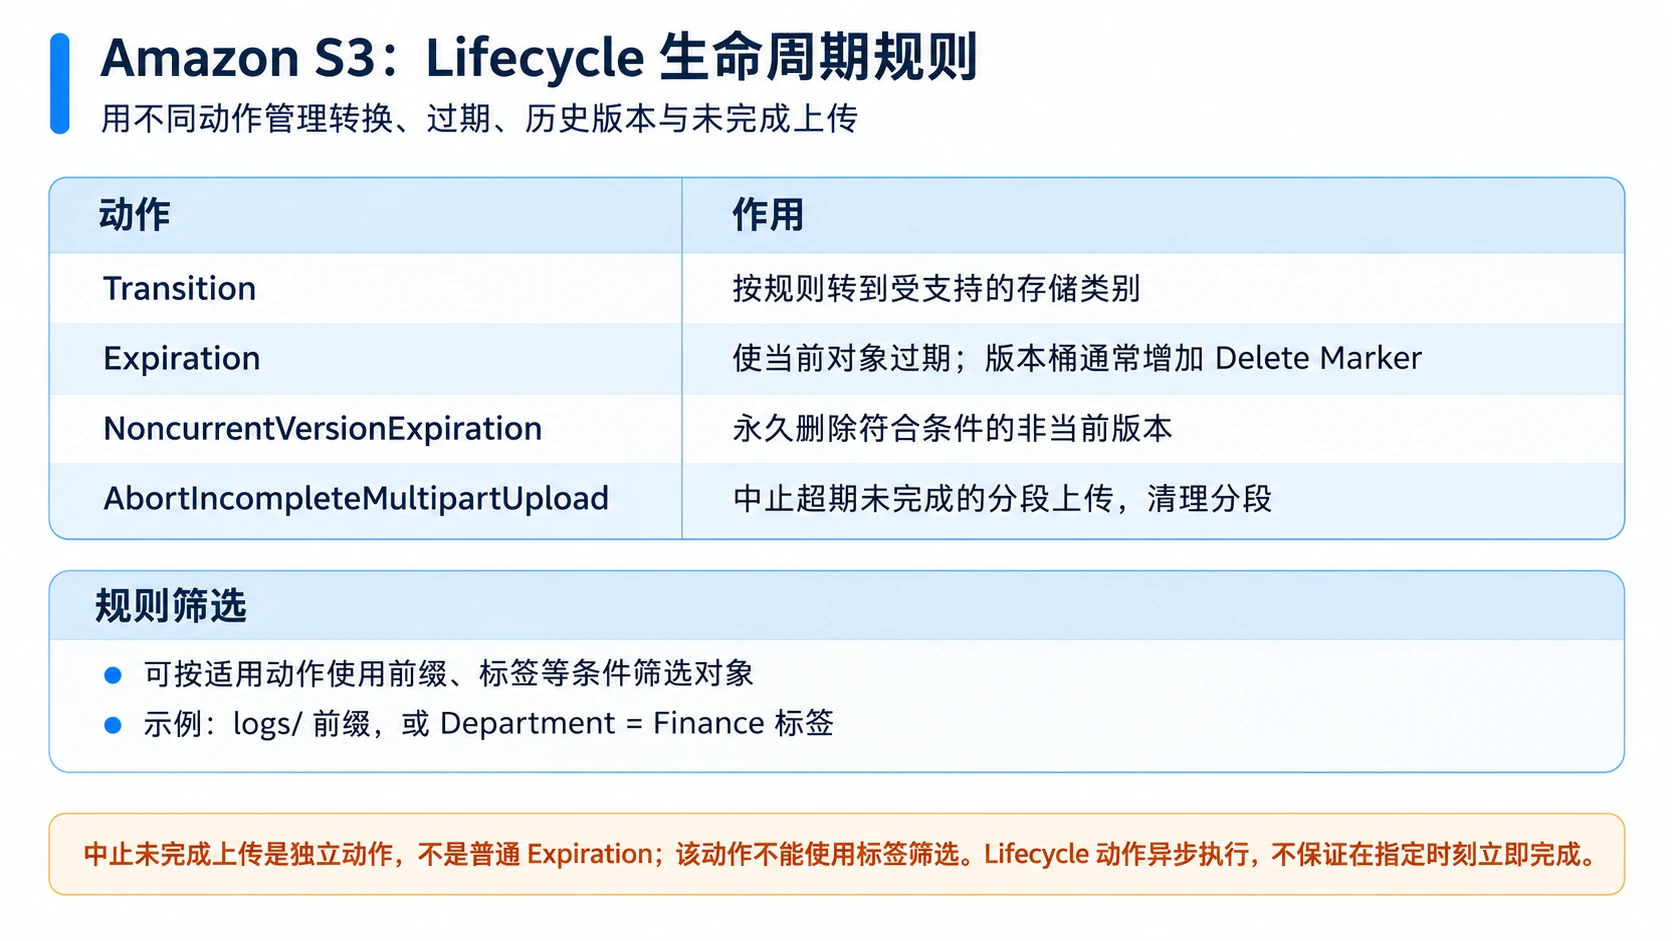 Amazon S3：Lifecycle 生命周期规则
用不同动作管理转换、过期、历史版本与未完成上传
动作
作用
Transition
按规则转到受支持的存储类别
Expiration
使当前对象过期；版本桶通常增加 Delete Marker
NoncurrentVersionExpiration
永久删除符合条件的非当前版本
AbortIncompleteMultipartUpload
中止超期未完成的分段上传，清理分段
规则筛选
可按适用动作使用前缀、标签等条件筛选对象
示例：logs/ 前缀，或 Department = Finance 标签
中止未完成上传是独立动作，不是普通 Expiration；该动作不能使用标签筛选。Lifecycle 动作异步执行，不保证在指定时刻立即完成。